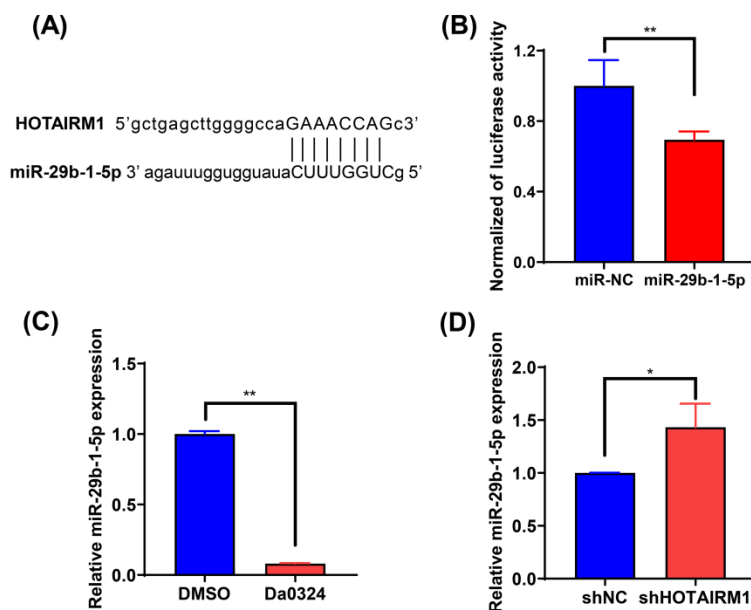 (A)
HOTAIRM1 5'gctgagcttggggccaGAAACCAGc3'
miR-29b-1-5p 3' agauuuggugguauaCUUUGGUCg 5'
(B)
Normalized of luciferase activity
1.2
0.8
0.4
0.0
**
miR-NC miR-29b-1-5p
(C)
Relative miR-29b-1-5p expression
1.5
1.0
0.5
0.0
**
DMSO Da0324
(D)
Relative miR-29b-1-5p expression
2.0
1.5
1.0
0.5
0.0
*
shNC shHOTAIRM1